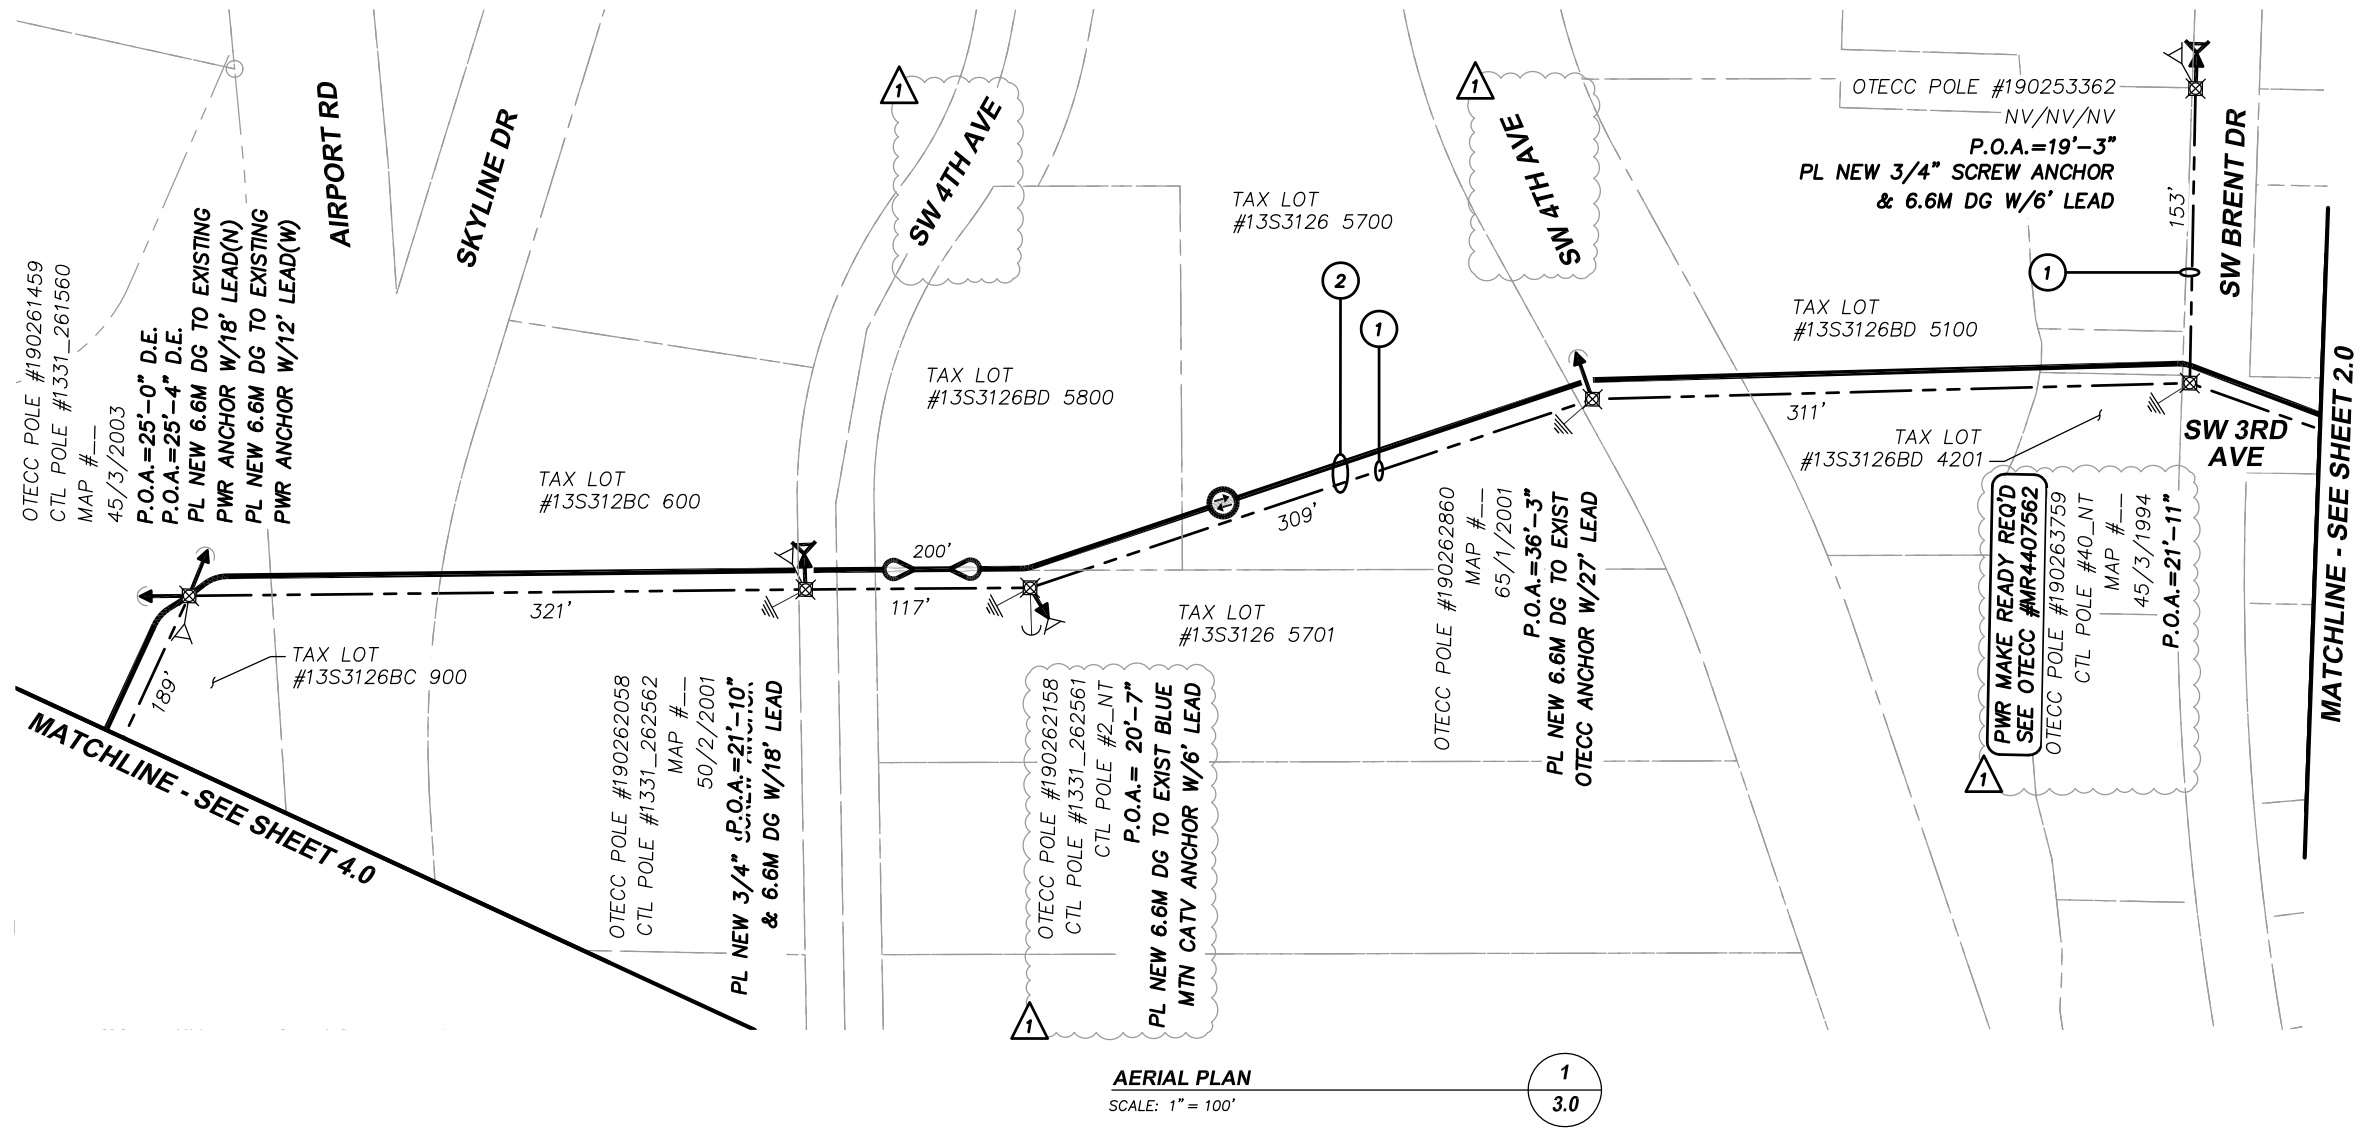 AIRPORT RD
SKYLINE DR
1
SW 4TH AVE
1
SW 4TH AVE
OTECC POLE #190253362
NV/NV/NV
P.O.A.=19'-3"
PL NEW 3/4" SCREW ANCHOR
& 6.6M DG W/6' LEAD
153'
SW BRENT DR
1
TAX LOT
#13S3126 5700
2
1
TAX LOT
#13S3126BD 5100
OTECC POLE #190261459
CTL POLE #1331_261560
MAP #__
45/3/2003
P.O.A.=25'-0" D.E.
P.O.A.=25'-4" D.E.
PL NEW 6.6M DG TO EXISTING
PWR ANCHOR W/18' LEAD(N)
PL NEW 6.6M DG TO EXISTING
PWR ANCHOR W/12' LEAD(W)
TAX LOT
#13S3126BD 5800
TAX LOT
#13S312BC 600
311'
TAX LOT
#13S3126BD 4201
SW 3RD
AVE
MATCHLINE - SEE SHEET 2.0
309'
200'
321'
117'
189'
TAX LOT
#13S3126 5701
TAX LOT
#13S3126BC 900
OTECC POLE #190262860
MAP #__
65/1/2001
P.O.A.=36'-3"
PL NEW 6.6M DG TO EXIST
OTECC ANCHOR W/27' LEAD
PWR MAKE READY REQ'D
SEE OTECC #MR4407562
OTECC POLE #190263759
CTL POLE #40_NT
MAP #__
45/3/1994
P.O.A.=21'-11"
1
MATCHLINE - SEE SHEET 4.0
OTECC POLE #190262058
CTL POLE #1331_262562
MAP #__
50/2/2001
P.O.A.=21'-10"
PL NEW 3/4" SCREW ANCHOR
& 6.6M DG W/18' LEAD
OTECC POLE #190262158
CTL POLE #1331_262561
CTL POLE #2_NT
P.O.A.= 20'-7"
PL NEW 6.6M DG TO EXIST BLUE
MTN CATV ANCHOR W/6' LEAD
1
AERIAL PLAN
SCALE: 1" = 100'
1
3.0